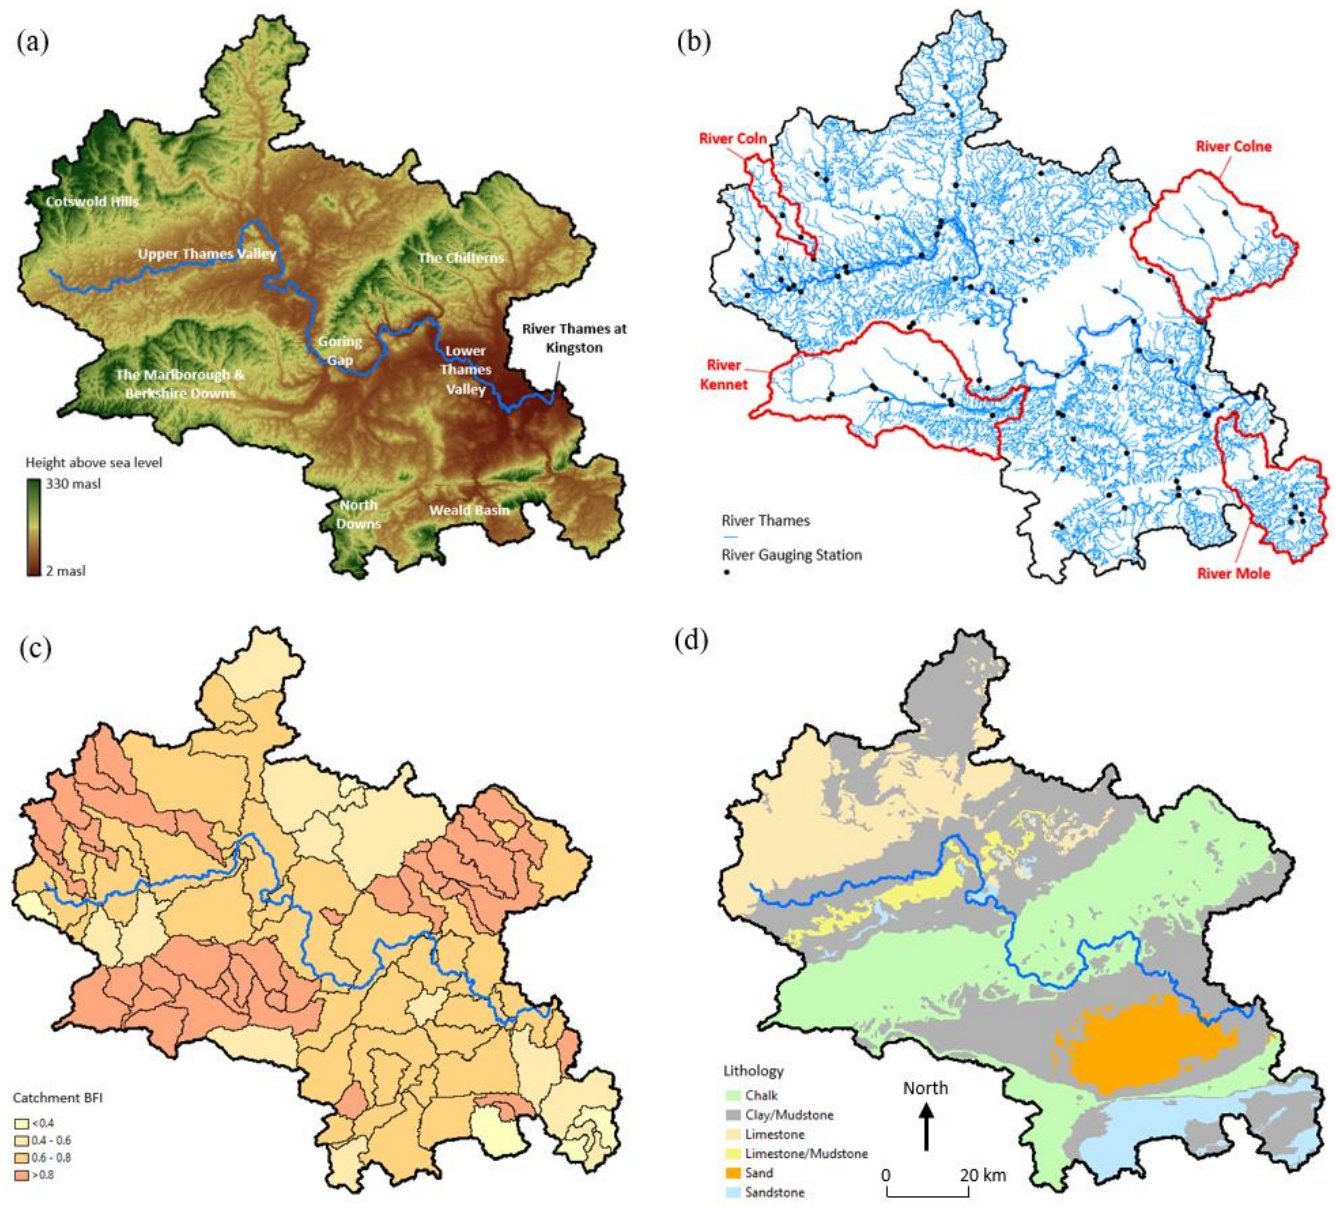 (a)
Cotswold Hills
Upper Thames Valley
The Chilterns
Goring
Gap
River Thames at
Kingston
Lower
Thames
Valley
The Marlborough &
Berkshire Downs
Height above sea level
330 masl
2 masl
North
Downs
Weald Basin
(b)
River Coln
River Colne
River
Kennet
River Thames
River Gauging Station
River Mole
(c)
Catchment BFI
<0.4
0.4 - 0.6
0.6 - 0.8
>0.8
(d)
Lithology
Chalk
Clay/Mudstone
Limestone
Limestone/Mudstone
Sand
Sandstone
North
0
20 km